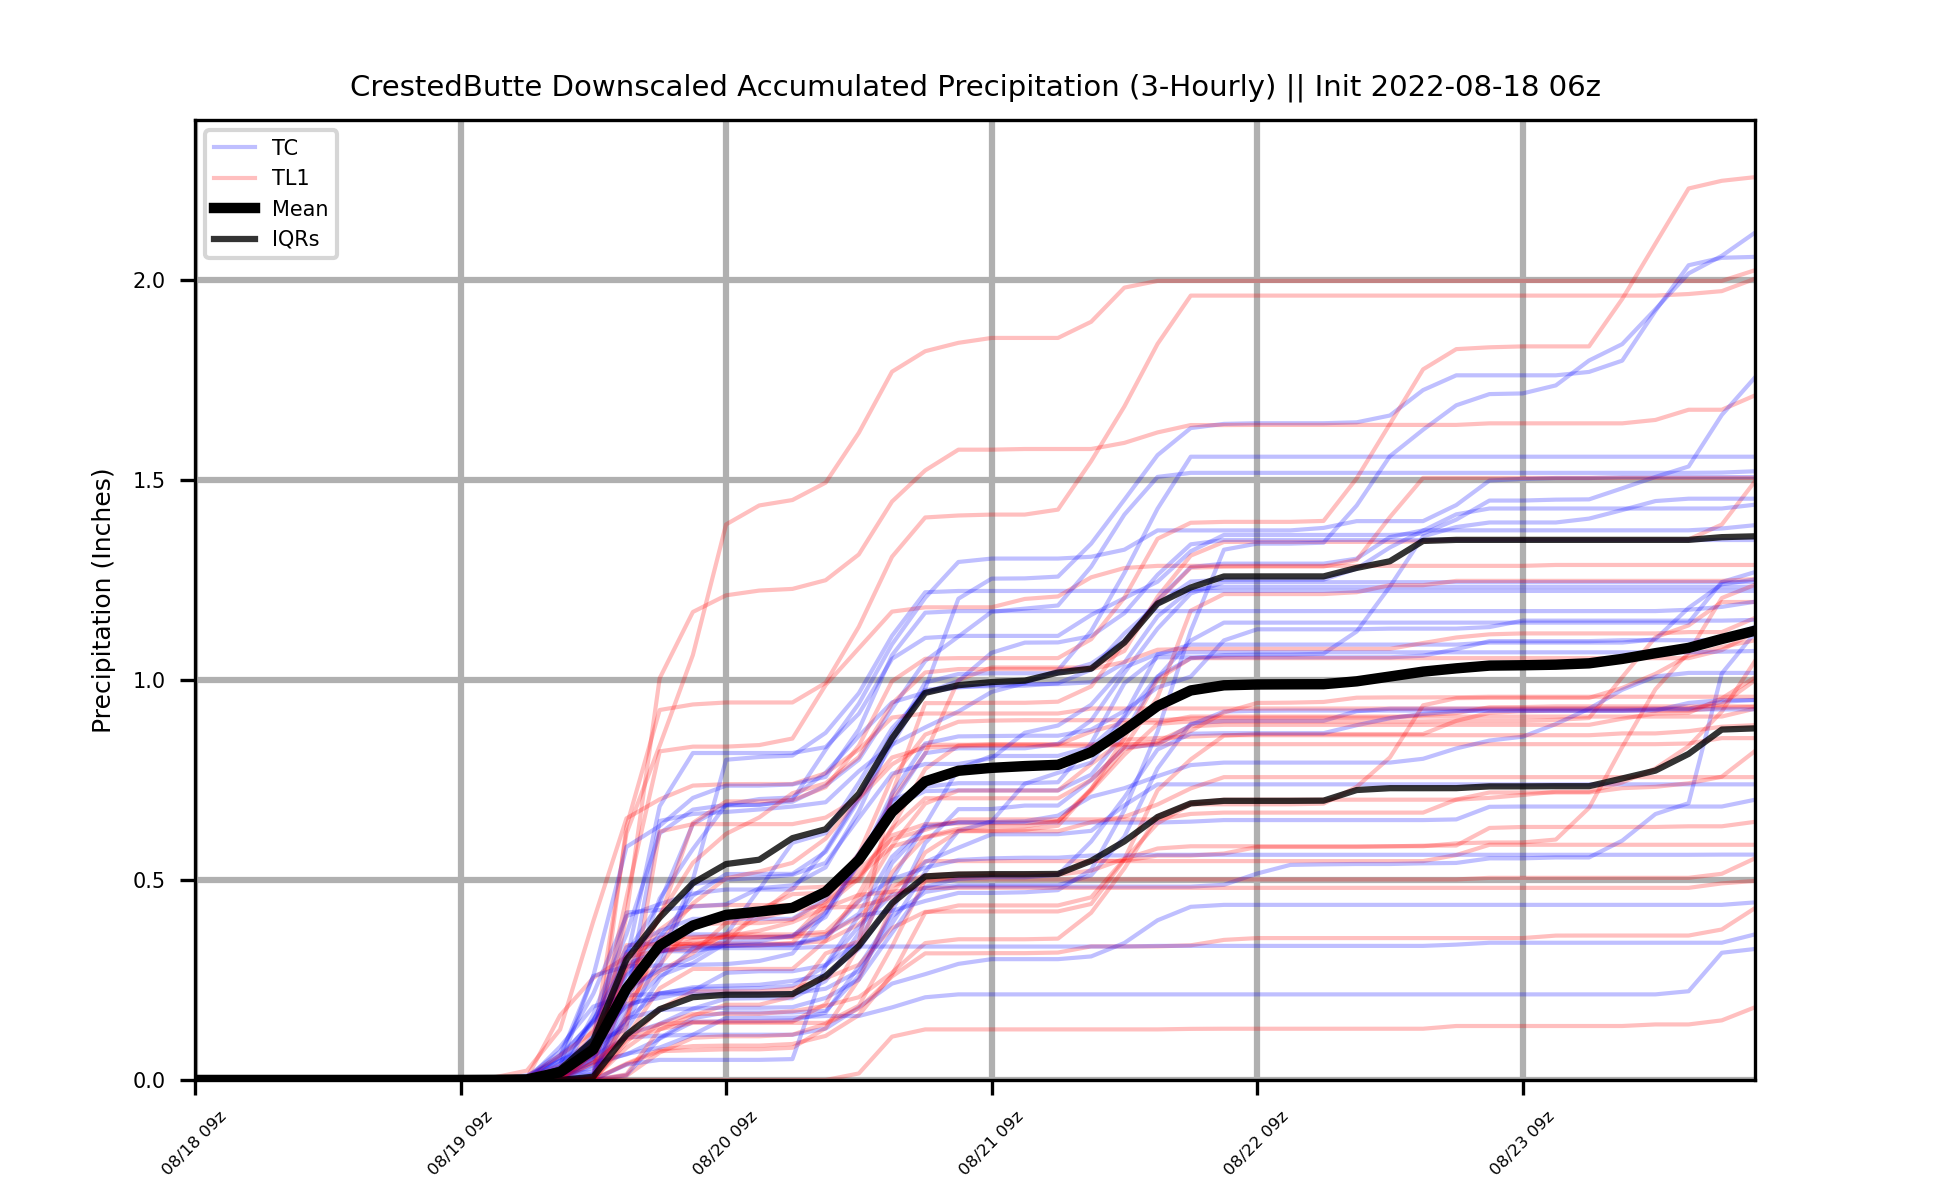 CrestedButte Downscaled Accumulated Precipitation (3-Hourly) || Init 2022-08-18 06z
TC
TL1
Mean
IQRs
Precipitation (Inches)
2.0
1.5
1.0
0.5
0.0
08/18 09z
08/19 09z
08/20 09z
08/21 09z
08/22 09z
08/23 09z